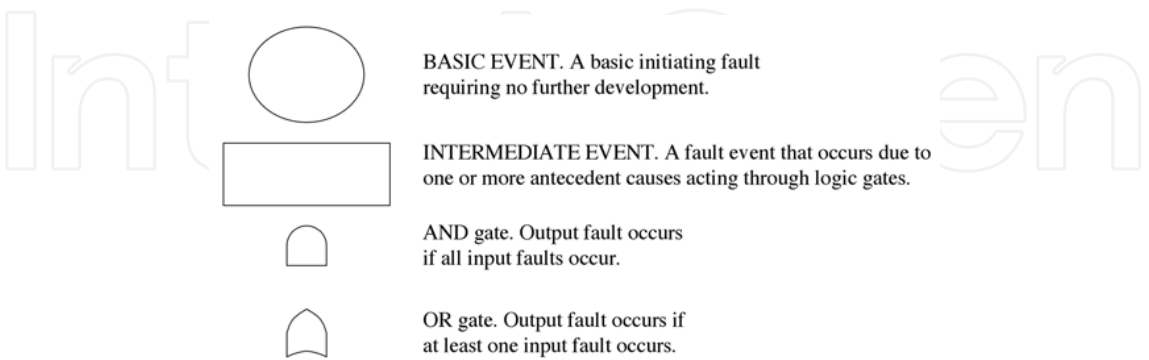 BASIC EVENT. A basic initiating fault
requiring no further development.
INTERMEDIATE EVENT. A fault event that occurs due to
one or more antecedent causes acting through logic gates.
AND gate. Output fault occurs
if all input faults occur.
OR gate. Output fault occurs if
at least one input fault occurs.